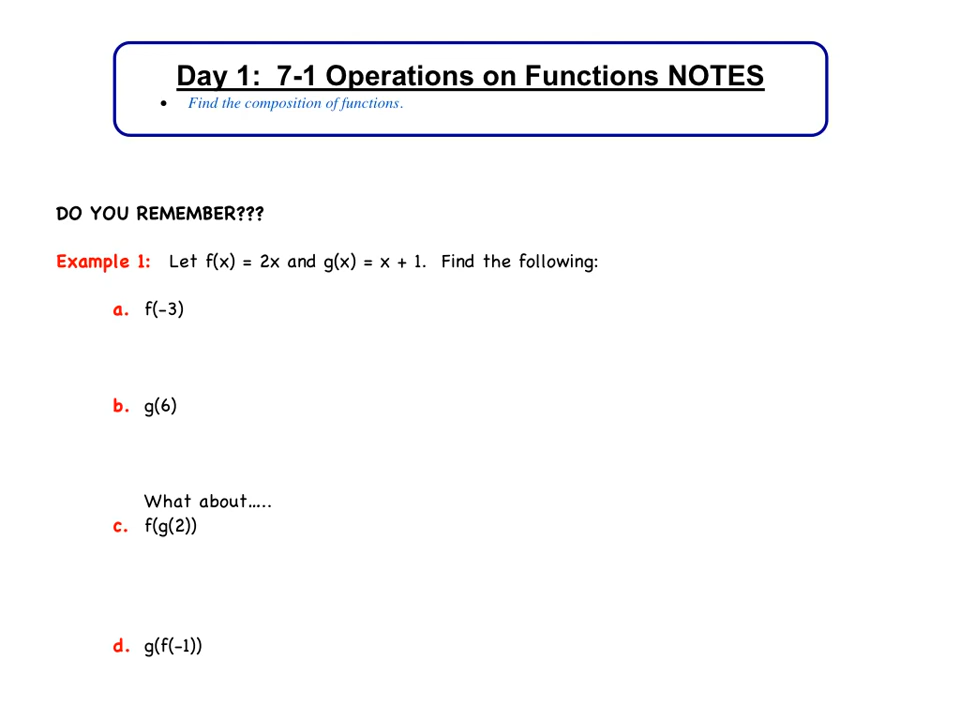 Day 1: 7-1 Operations on Functions NOTES
• Find the composition of functions.
DO YOU REMEMBER???
Example 1: Let f(x) = 2x and g(x) = x + 1. Find the following:
a. f(-3)
b. g(6)
What about.....
c. f(g(2))
d. g(f(-1))